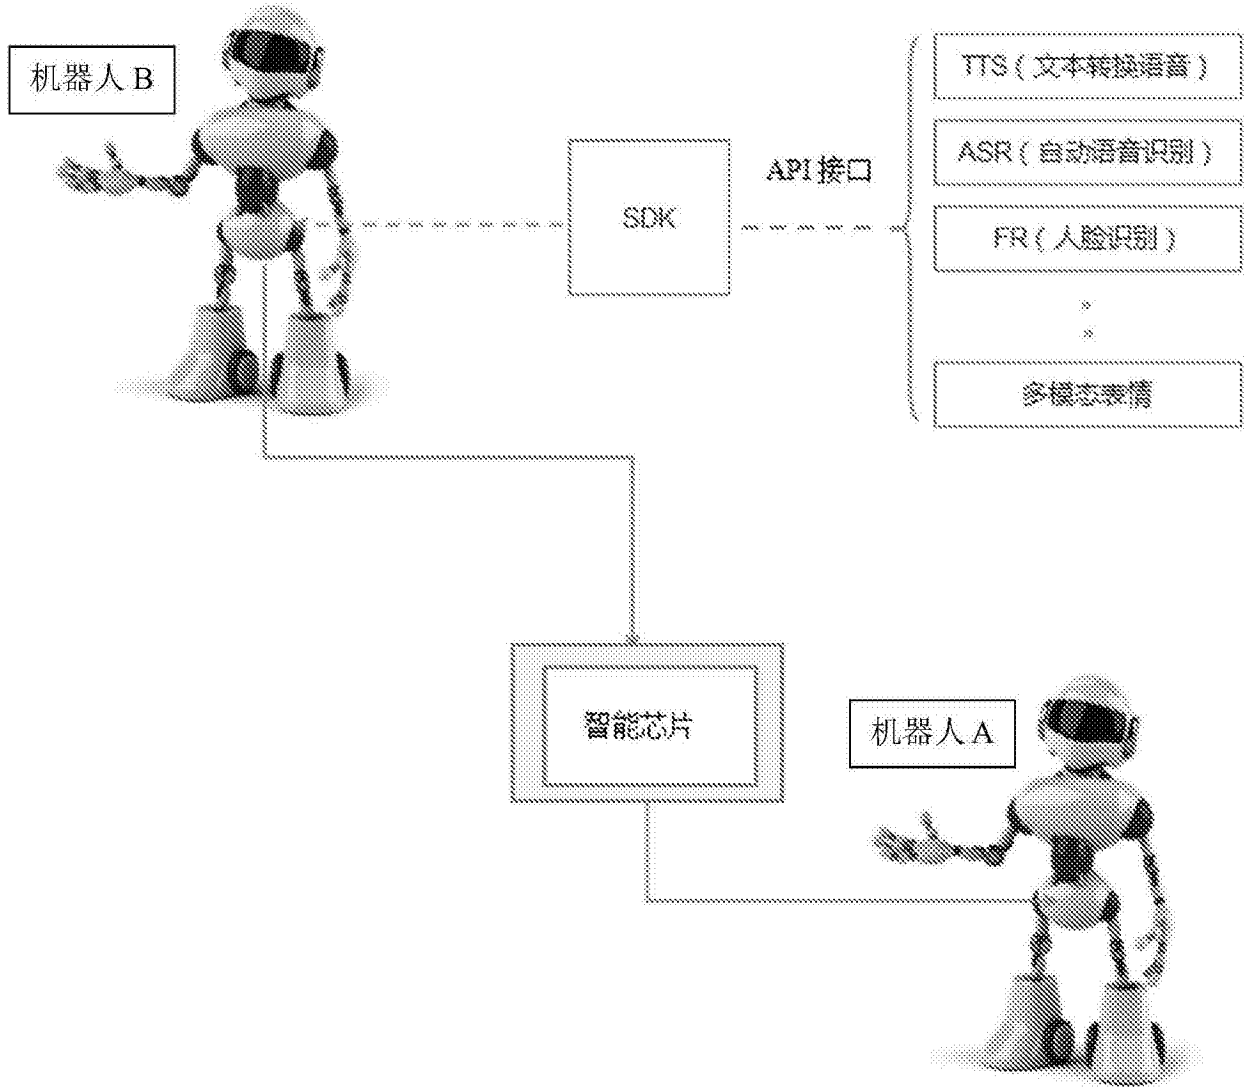 机器人 B
SDK
API 接口
TTS（文本转换语音）
ASR（自动语音识别）
FR（人脸识别）
多模态表情
智能芯片
机器人 A